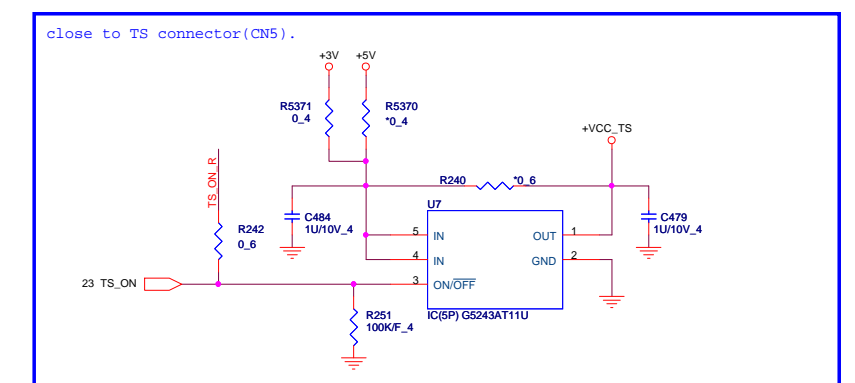 close to TS connector(CN5).
+3V +5V
R5371
0_4
R5370
*0_4
+VCC_TS
TS_ON_R
R240 *0_6
U7
C484
1U/10V_4
C479
1U/10V_4
R242
0_6
5 IN
OUT 1
4 IN
GND 2
23 TS_ON
3 ON/OFF
R251
100K/F_4
IC(5P) G5243AT11U